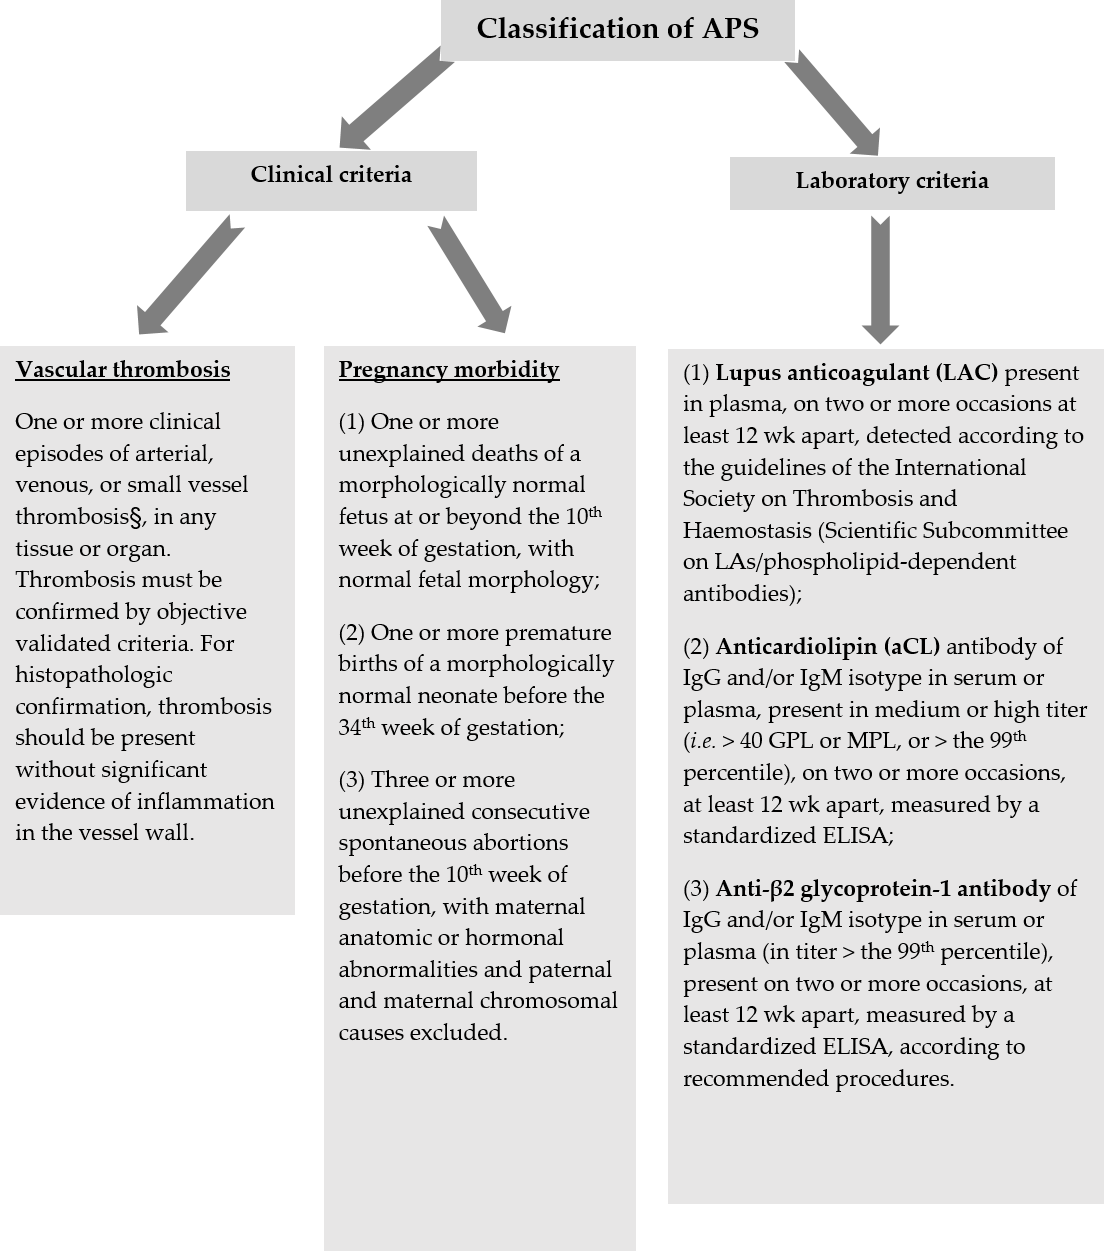 Classification of APS
Clinical criteria
Laboratory criteria
Vascular thrombosis
One or more clinical
episodes of arterial,
venous, or small vessel
thrombosis§, in any
tissue or organ.
Thrombosis must be
confirmed by objective
validated criteria. For
histopathologic
confirmation, thrombosis
should be present
without significant
evidence of inflammation
in the vessel wall.
Pregnancy morbidity
(1) One or more
unexplained deaths of a
morphologically normal
fetus at or beyond the 10th
week of gestation, with
normal fetal morphology;
(2) One or more premature
births of a morphologically
normal neonate before the
34th week of gestation;
(3) Three or more
unexplained consecutive
spontaneous abortions
before the 10th week of
gestation, with maternal
anatomic or hormonal
abnormalities and paternal
and maternal chromosomal
causes excluded.
(1) Lupus anticoagulant (LAC) present
in plasma, on two or more occasions at
least 12 wk apart, detected according to
the guidelines of the International
Society on Thrombosis and
Haemostasis (Scientific Subcommittee
on LAs/phospholipid-dependent
antibodies);
(2) Anticardiolipin (aCL) antibody of
IgG and/or IgM isotype in serum or
plasma, present in medium or high titer
(i.e. > 40 GPL or MPL, or > the 99th
percentile), on two or more occasions,
at least 12 wk apart, measured by a
standardized ELISA;
(3) Anti-β2 glycoprotein-1 antibody of
IgG and/or IgM isotype in serum or
plasma (in titer > the 99th percentile),
present on two or more occasions, at
least 12 wk apart, measured by a
standardized ELISA, according to
recommended procedures.